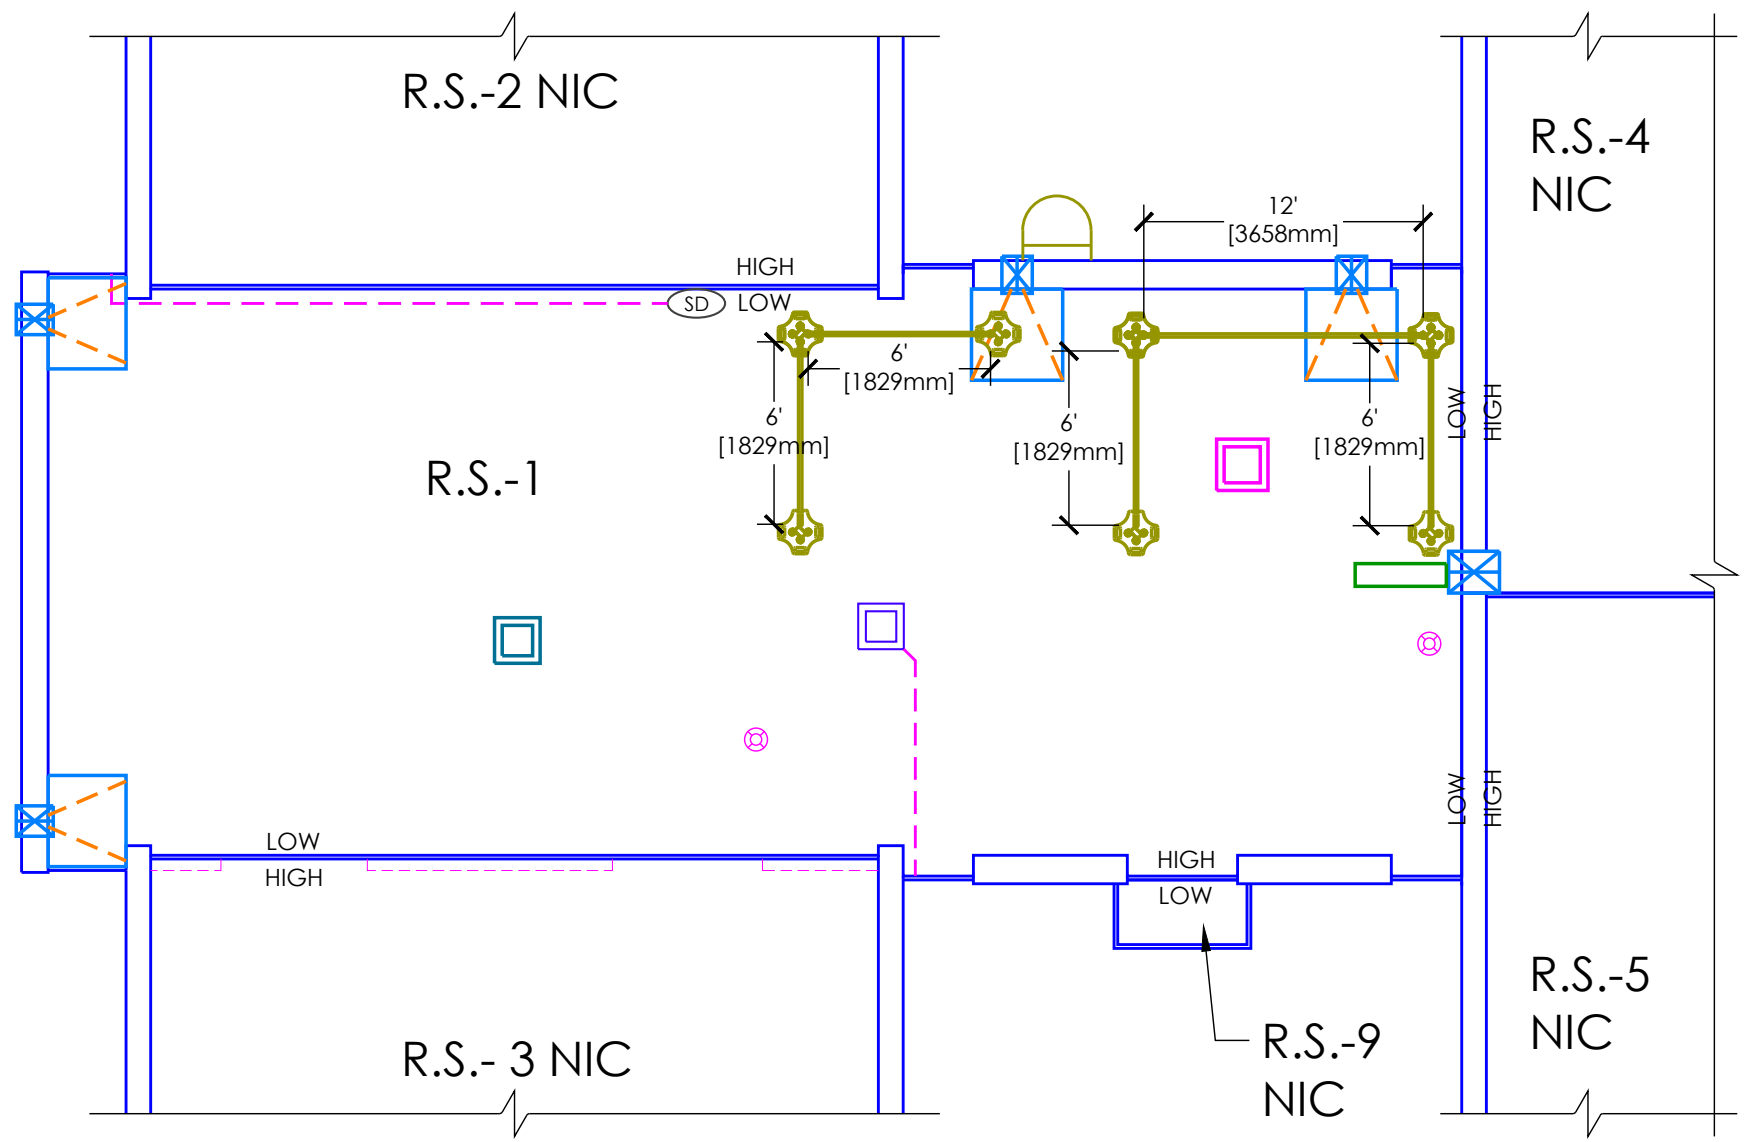 R.S.-2 NIC
R.S.-4
NIC
12'
[3658mm]
HIGH
SD
LOW
6'
[1829mm]
6'
[1829mm]
6'
[1829mm]
6'
[1829mm]
LOW
HIGH
R.S.-1
LOW
HIGH
LOW
HIGH
HIGH
LOW
R.S.-5
NIC
R.S.- 3 NIC
R.S.-9
NIC